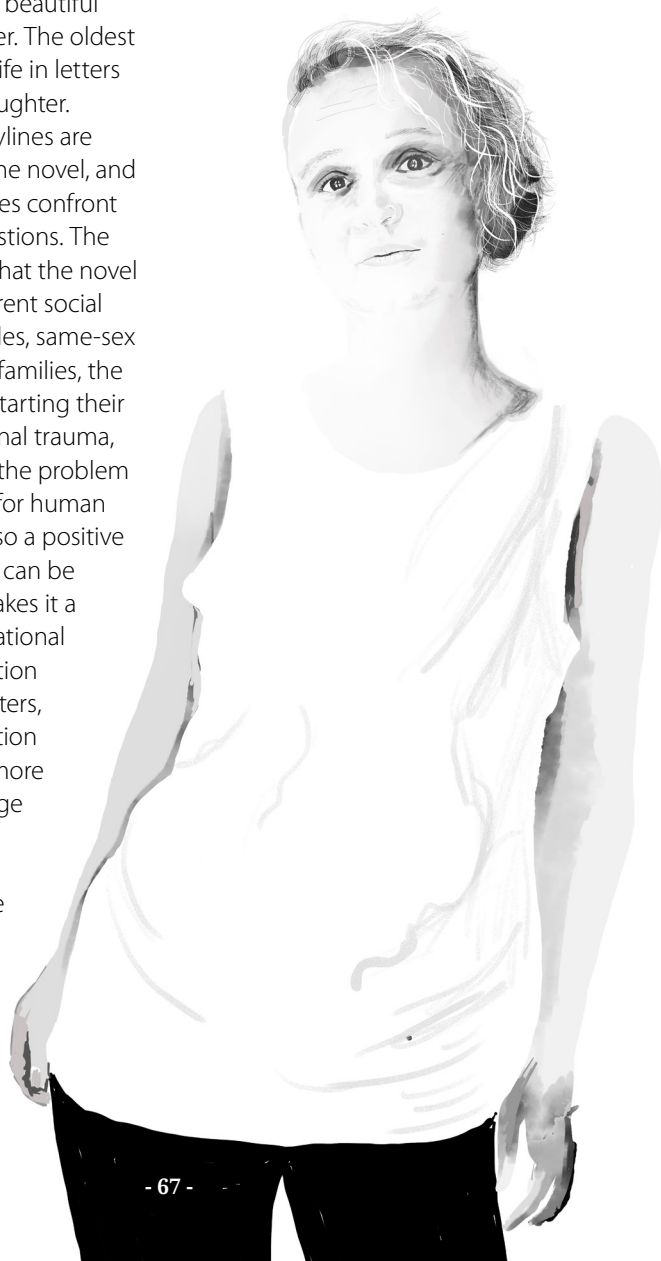 beautiful
er. The oldest
ife in letters
ughter.
ylines are
he novel, and
es confront
stions. The
hat the novel
rent social
les, same-sex
families, the
tarting their
nal trauma,
the problem
for human
so a positive
can be
akes it a
ational
tion
ters,
tion
more
ge
e
- 67 -